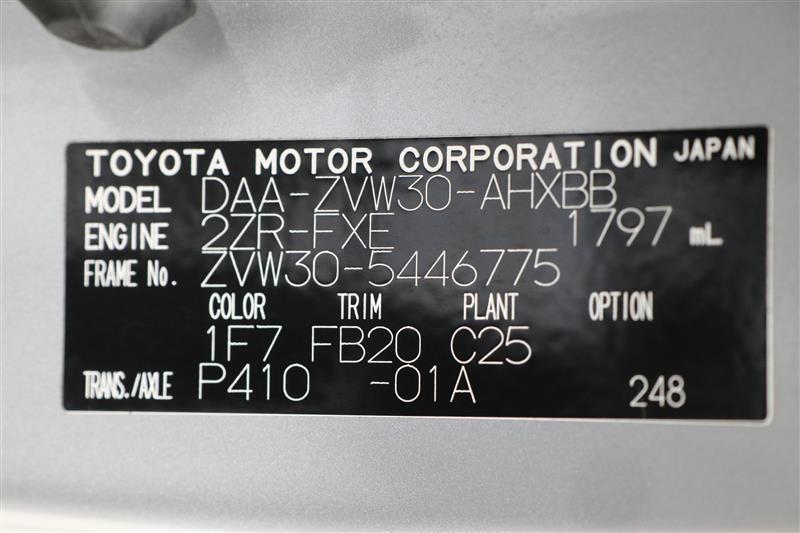 TOYOTA MOTOR CORPORATION JAPAN
MODEL DAA-ZVW30-AHXBB
ENGINE 2ZR-FXE 1797 mL
FRAME No. ZVW30-5446775
COLOR TRIM PLANT OPTION
1F7 FB20 C25
TRANS./AXLE P410 -01A 248